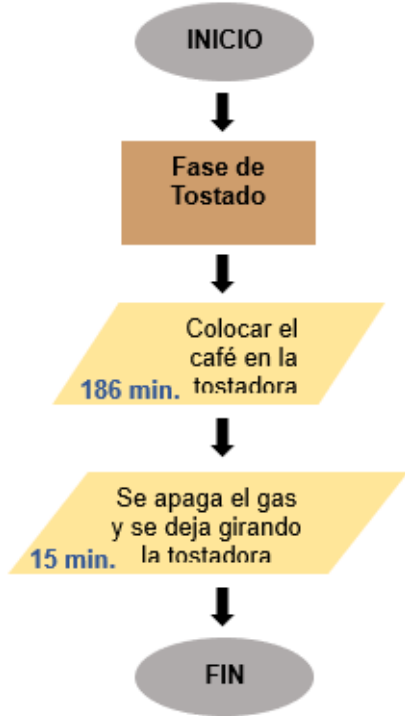 INICIO
Fase de
Tostado
Colocar el
café en la
186 min. tostadora
Se apaga el gas
y se deja girando
15 min. la tostadora
FIN